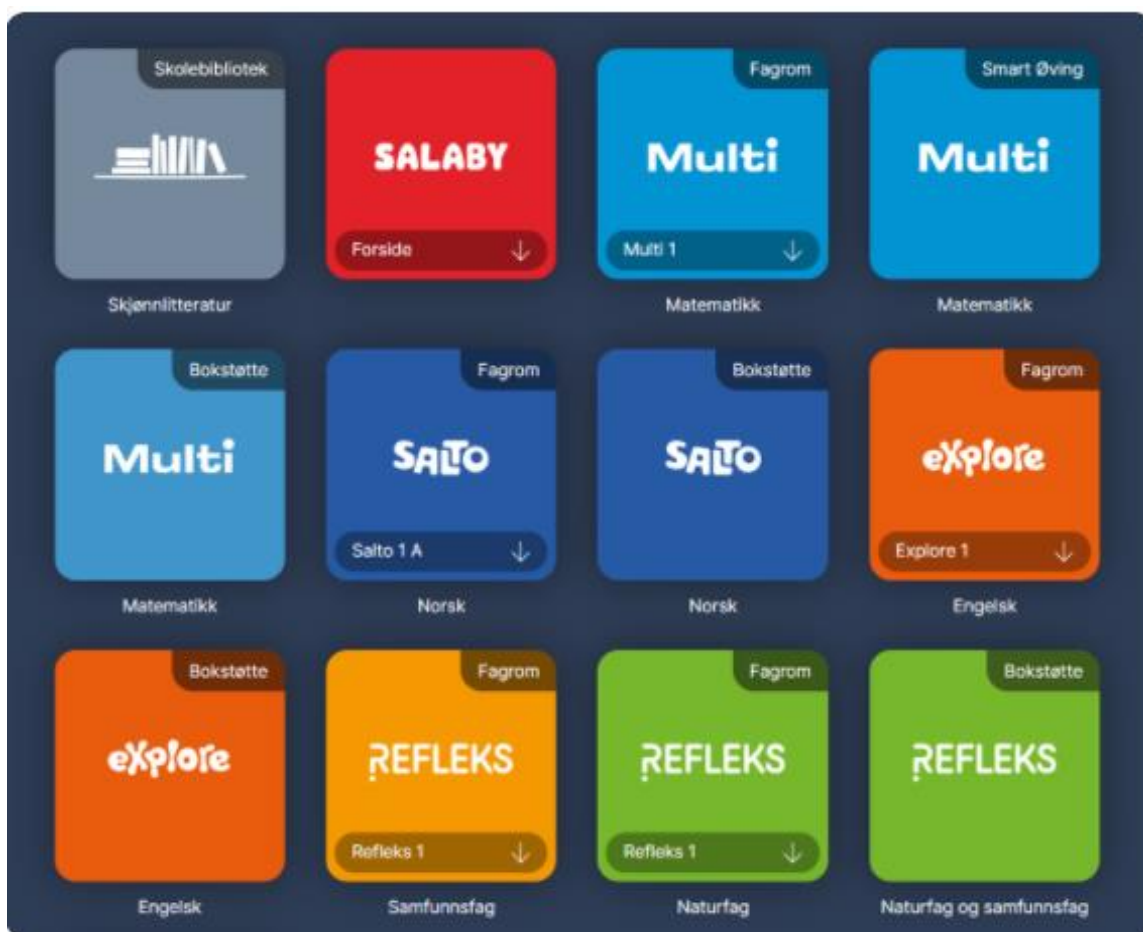 Skolebibliotek
Skjønnlitteratur
SALABY
Forside
Fagrom
Multi
Multi 1
Matematikk
Smart Øving
Multi
Matematikk
Bokstøtte
Multi
Matematikk
Fagrom
SALTO
Salto 1 A
Norsk
Bokstøtte
SALTO
Norsk
Fagrom
eXplore
Explore 1
Engelsk
Bokstøtte
eXplore
Engelsk
Fagrom
REFLEKS
Refleks 1
Samfunnsfag
Fagrom
REFLEKS
Refleks 1
Naturfag
Bokstøtte
REFLEKS
Naturfag og samfunnsfag